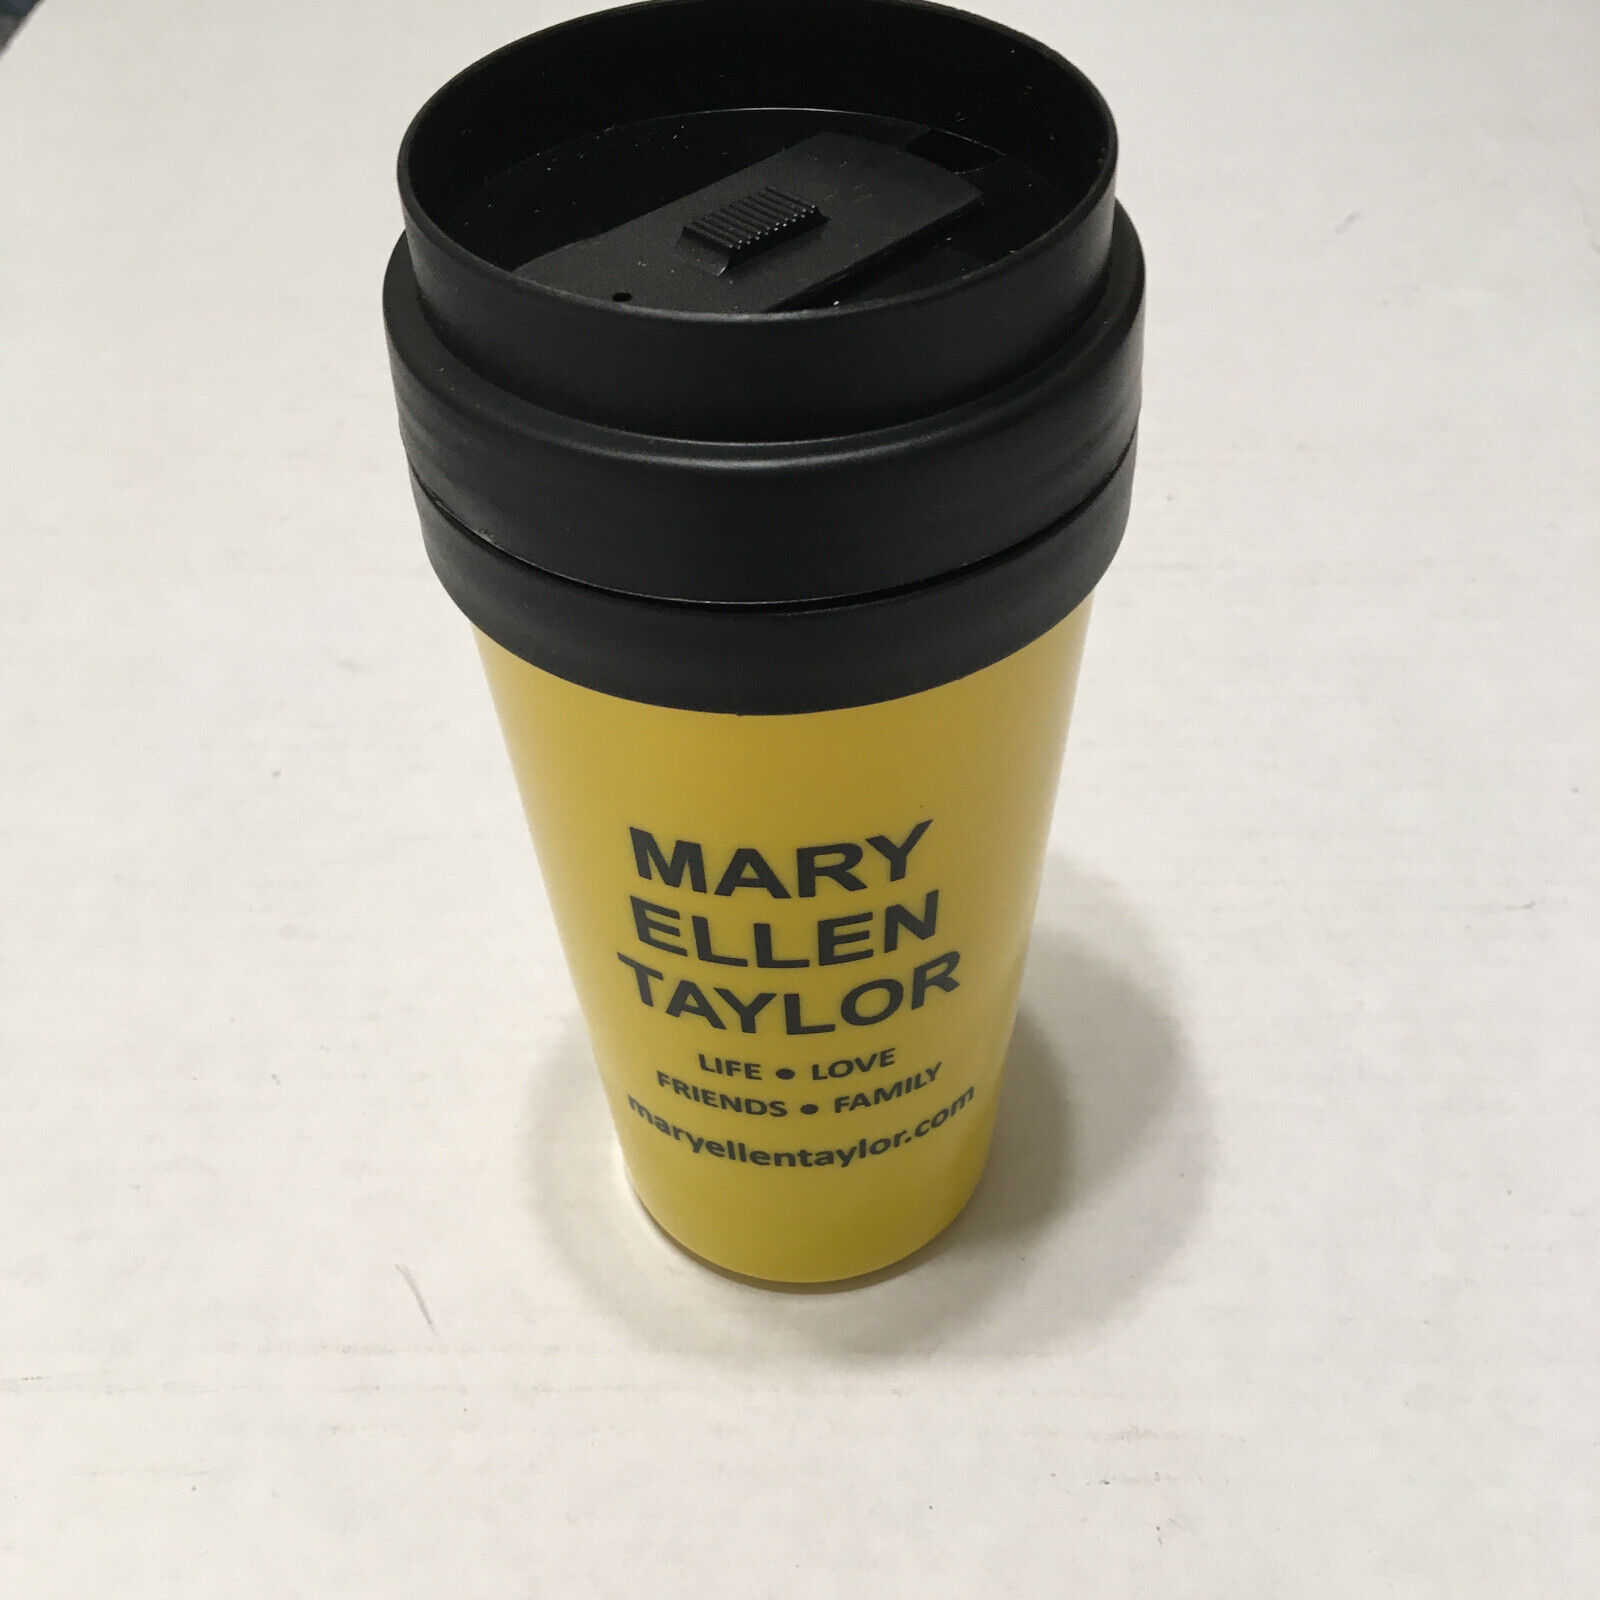 MARY
ELLEN
TAYLOR
LIFE • LOVE
FRIENDS • FAMILY
maryellentaylor.com